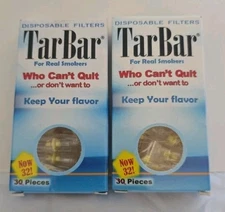 DISPOSABLE FILTERS
TarBar®
For Real Smokers
Who Can't Quit
...or don't want to
Keep Your flavor
NOW
32!
30 Pieces
DISPOSABLE FILTERS
TarBar®
For Real Smokers
Who Can't Quit
...or don't want to
Keep Your flavor
NOW
32!
30 Pieces